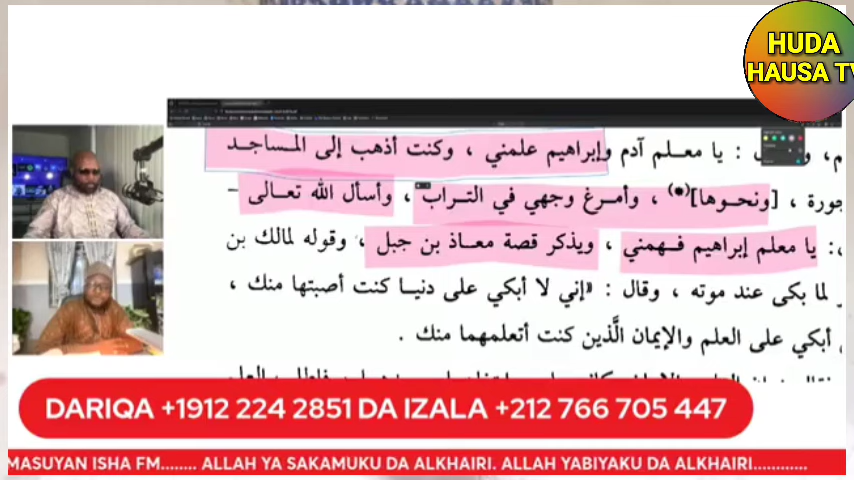 HUDA
HAUSA TV
يا معلم آدم وإبراهيم علمني ، وكنت أذهب إلى المساجد
[ونحوها](●) ، وأمرغ وجهي في التراب ، وأسأل الله تعالى
يا معلم إبراهيم فهمني ، ويذكر قصة معاذ بن جبل ، وقوله لمالك بن
لما بكى عند موته ، وقال : «إني لا أبكي على دنيا كنت أصبتها منك ،
أبكي على العلم والإيمان الَّذين كنت أتعلمهما منك .
DARIQA +1912 224 2851 DA IZALA +212 766 705 447
MASUYAN ISHA FM........ ALLAH YA SAKAMUKU DA ALKHAIRI. ALLAH YABIYAKU DA ALKHAIRI............